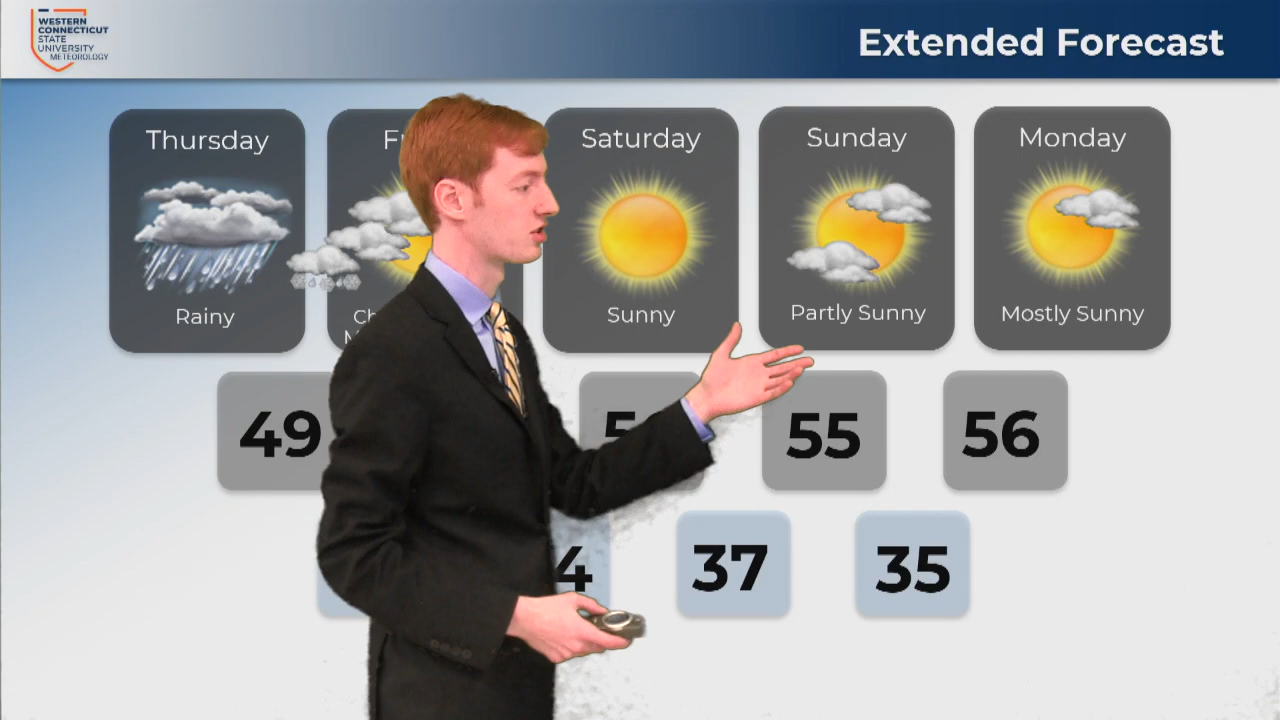 WESTERN
CONNECTICUT
STATE
UNIVERSITY
METEOROLOGY
Extended Forecast
Thursday
Saturday
Sunday
Monday
Rainy
Sunny
Partly Sunny
Mostly Sunny
49
55
56
37
35